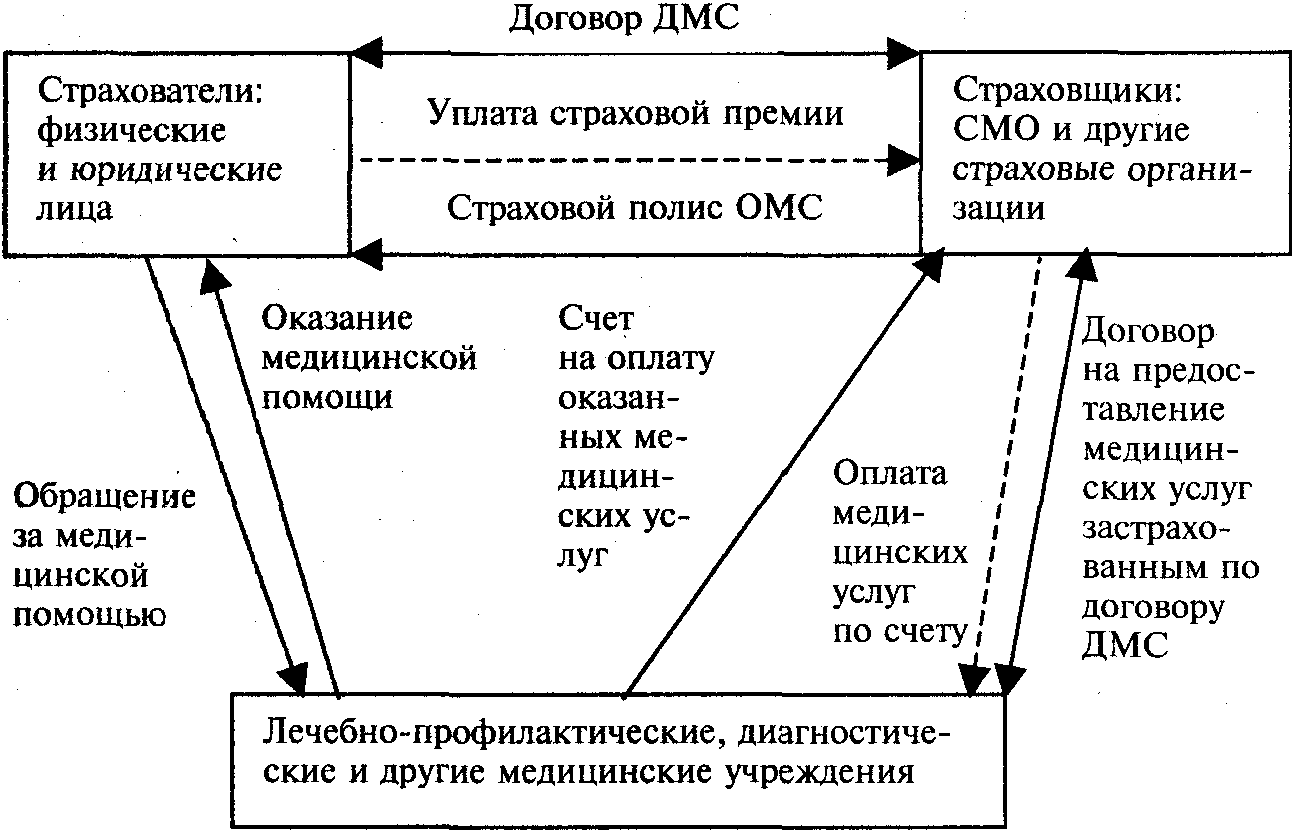 Договор ДМС
Страхователи:
физические
и юридические
лица
Уплата страховой премии
Страховой полис ОМС
Страховщики:
СМО и другие
страховые органи-
зации
Оказание
медицинской
помощи
Счет
на оплату
оказан-
ных ме-
дицин-
ских ус-
луг
Договор
на предос-
тавление
медицин-
ских услуг
застрахо-
ванным по
договору
ДМС
Обращение
за меди-
цинской
помощью
Оплата
меди-
цинских
услуг
по счету
Лечебно-профилактические, диагностиче-
ские и другие медицинские учреждения